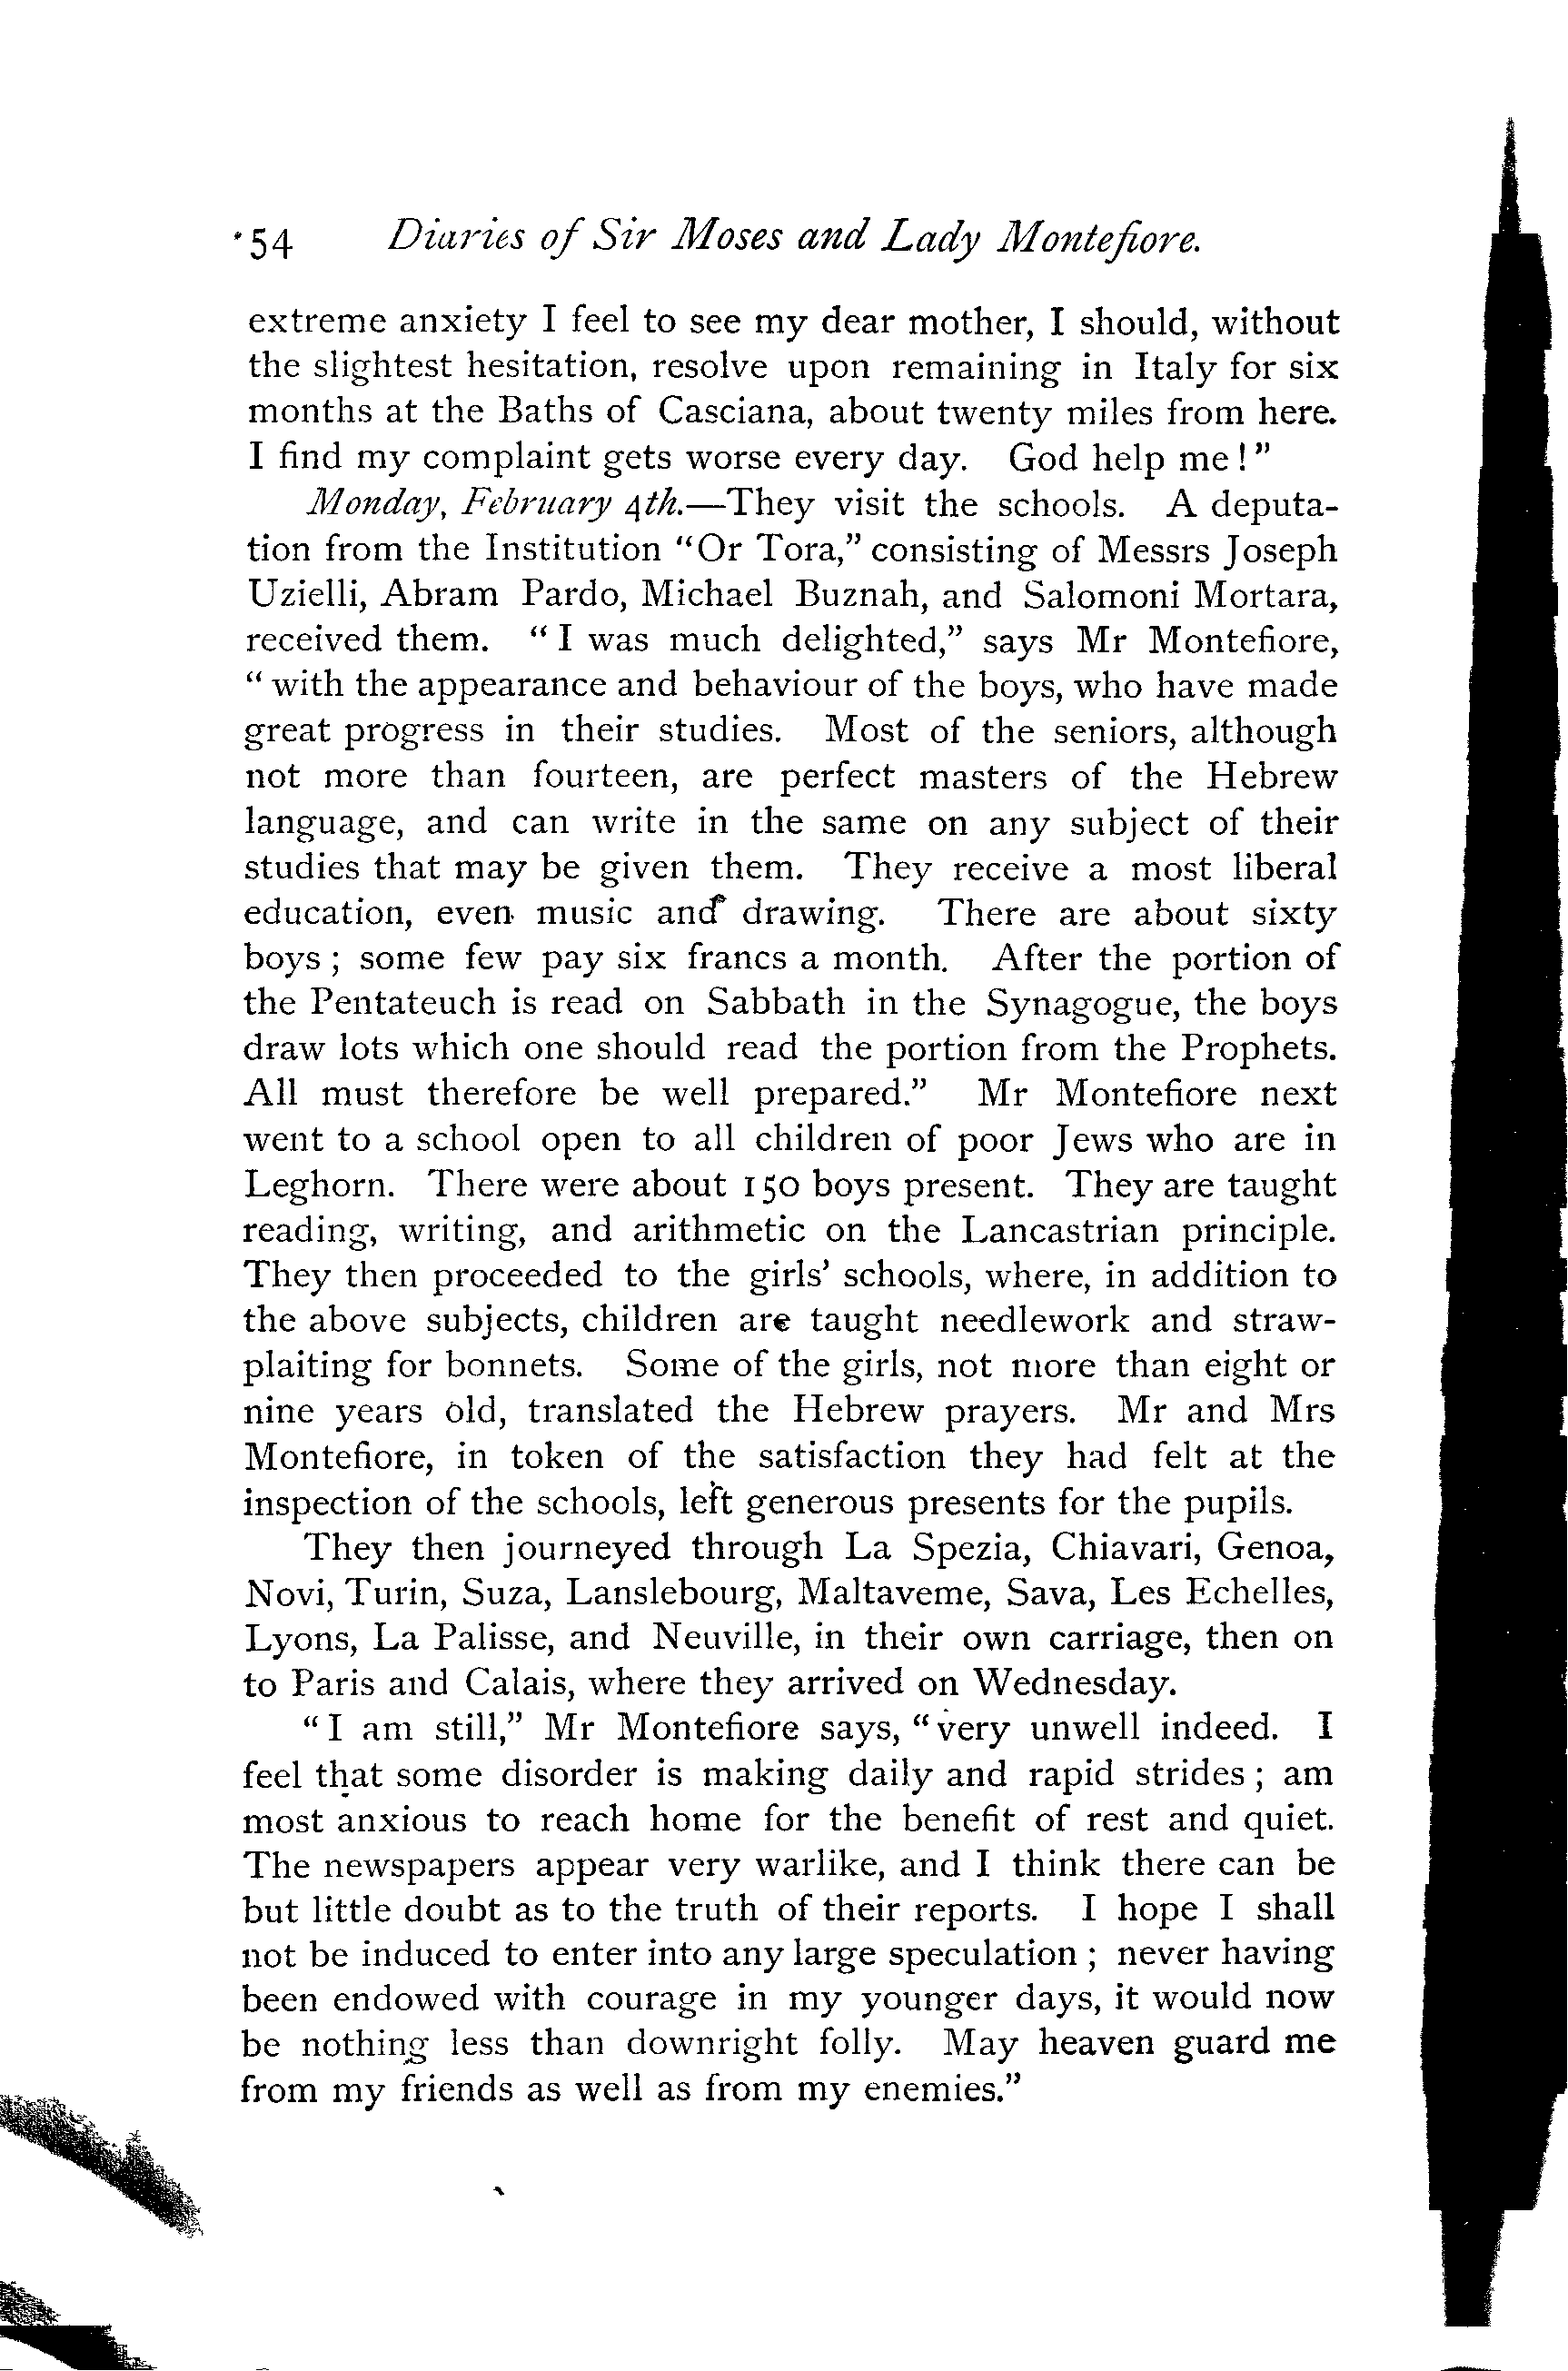 54 Diaries of Sir Moses and Lady Montefiore.
extreme anxiety I feel to see my dear mother, I should, without
the slightest hesitation, resolve upon remaining in Italy for six
months at the Baths of Casciana, about twenty miles from here.
I find my complaint gets worse every day. God help me!"
Monday, February 4th.—They visit the schools. A deputa-
tion from the Institution "Or Tora," consisting of Messrs Joseph
Uzielli, Abram Pardo, Michael Buznah, and Salomoni Mortara,
received them. "I was much delighted," says Mr Montefiore,
"with the appearance and behaviour of the boys, who have made
great progress in their studies. Most of the seniors, although
not more than fourteen, are perfect masters of the Hebrew
language, and can write in the same on any subject of their
studies that may be given them. They receive a most liberal
education, even music and drawing. There are about sixty
boys; some few pay six francs a month. After the portion of
the Pentateuch is read on Sabbath in the Synagogue, the boys
draw lots which one should read the portion from the Prophets.
All must therefore be well prepared." Mr Montefiore next
went to a school open to all children of poor Jews who are in
Leghorn. There were about 150 boys present. They are taught
reading, writing, and arithmetic on the Lancastrian principle.
They then proceeded to the girls' schools, where, in addition to
the above subjects, children are taught needlework and straw-
plaiting for bonnets. Some of the girls, not more than eight or
nine years old, translated the Hebrew prayers. Mr and Mrs
Montefiore, in token of the satisfaction they had felt at the
inspection of the schools, left generous presents for the pupils.
They then journeyed through La Spezia, Chiavari, Genoa,
Novi, Turin, Suza, Lanslebourg, Maltaveme, Sava, Les Echelles,
Lyons, La Palisse, and Neuville, in their own carriage, then on
to Paris and Calais, where they arrived on Wednesday.
"I am still," Mr Montefiore says, "very unwell indeed. I
feel that some disorder is making daily and rapid strides; am
most anxious to reach home for the benefit of rest and quiet.
The newspapers appear very warlike, and I think there can be
but little doubt as to the truth of their reports. I hope I shall
not be induced to enter into any large speculation; never having
been endowed with courage in my younger days, it would now
be nothing less than downright folly. May heaven guard me
from my friends as well as from my enemies."